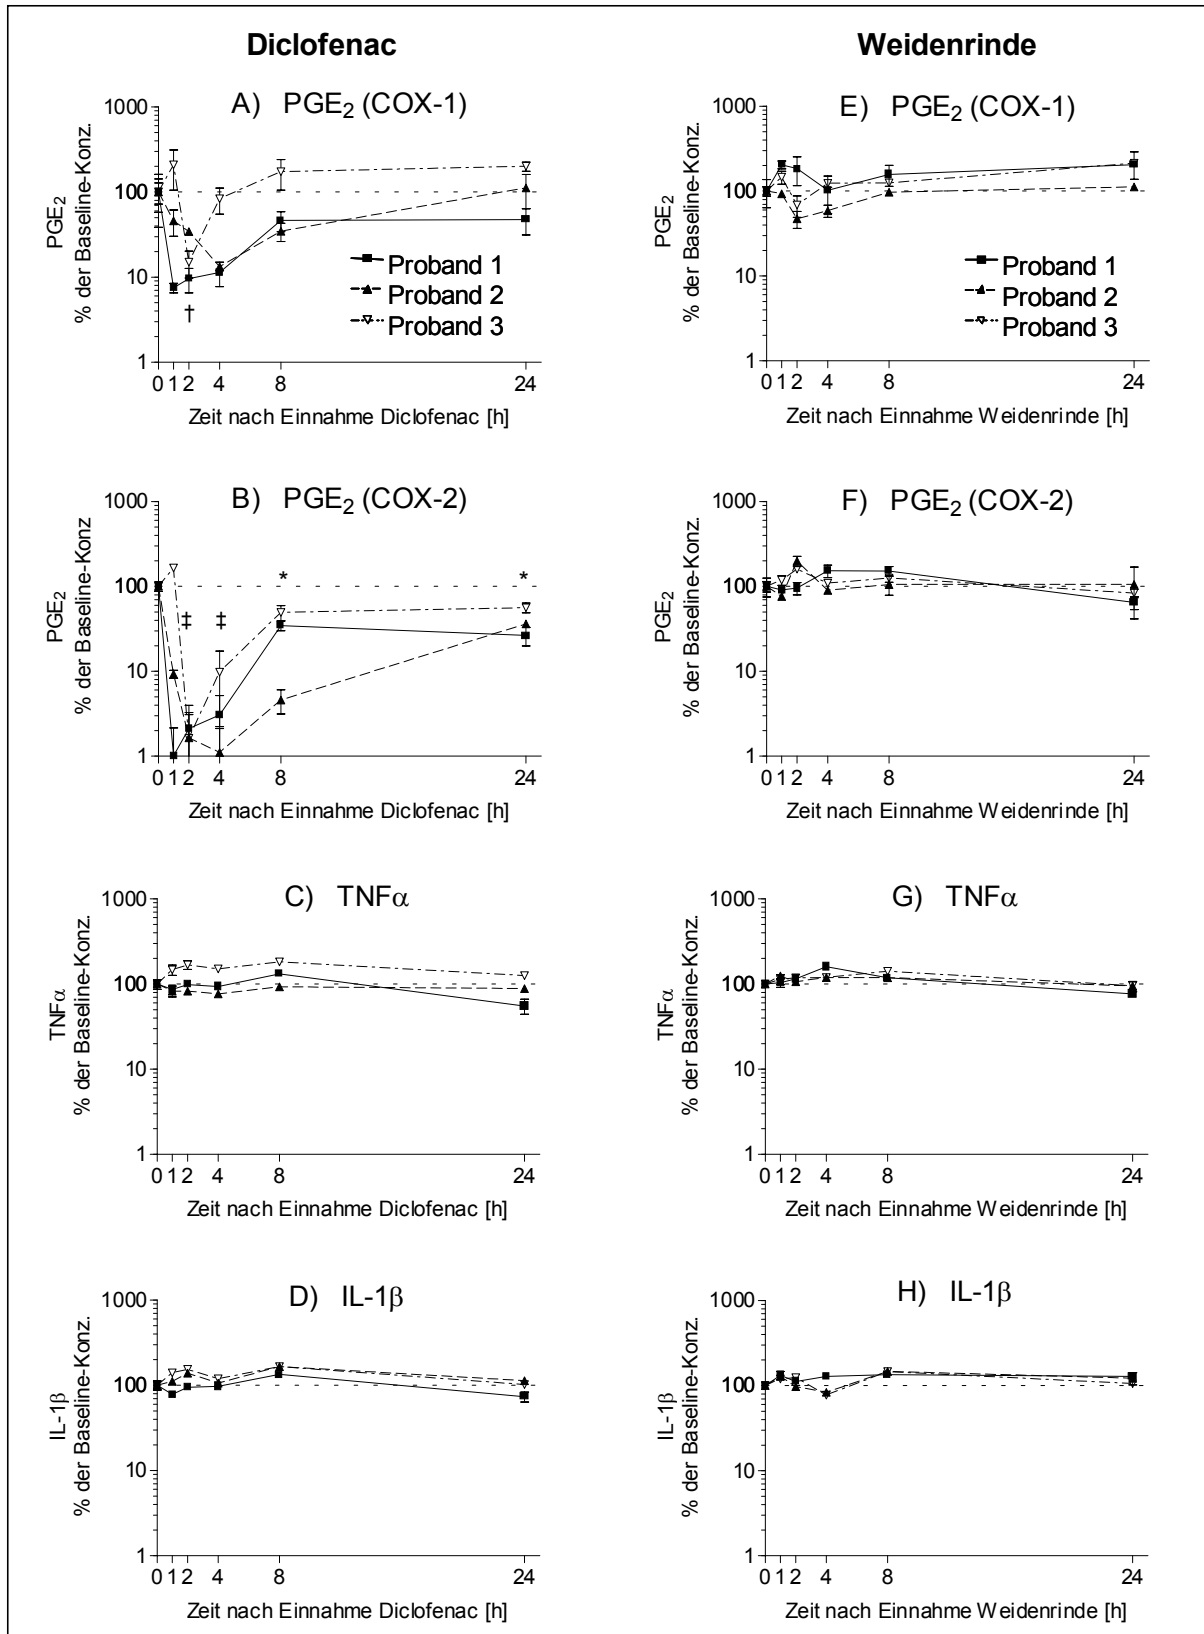 Diclofenac
Weidenrinde
A) PGE₂ (COX-1)
PGE₂
% der Baseline-Konz.
1000
100
10
1
Proband 1
Proband 2
Proband 3
†
0 1 2 4 8 24
Zeit nach Einnahme Diclofenac [h]
E) PGE₂ (COX-1)
PGE₂
% der Baseline-Konz.
1000
100
10
1
Proband 1
Proband 2
Proband 3
0 1 2 4 8 24
Zeit nach Einnahme Weidenrinde [h]
B) PGE₂ (COX-2)
PGE₂
% der Baseline-Konz
1000
100
10
1
‡ ‡ * *
0 1 2 4 8 24
Zeit nach Einnahme Diclofenac [h]
F) PGE₂ (COX-2)
PGE₂
% der Baseline-Konz.
1000
100
10
1
0 1 2 4 8 24
Zeit nach Einnahme Weidenrinde [h]
C) TNFα
TNFα
% der Baseline-Konz.
1000
100
10
1
0 1 2 4 8 24
Zeit nach Einnahme Diclofenac [h]
G) TNFα
TNFα
% der Baseline-Konz.
1000
100
10
1
0 1 2 4 8 24
Zeit nach Einnahme Weidenrinde [h]
D) IL-1β
IL-1β
% der Baseline-Konz.
1000
100
10
1
0 1 2 4 8 24
Zeit nach Einnahme Diclofenac [h]
H) IL-1β
IL-1β
% der Baseline-Konz.
1000
100
10
1
0 1 2 4 8 24
Zeit nach Einnahme Weidenrinde [h]